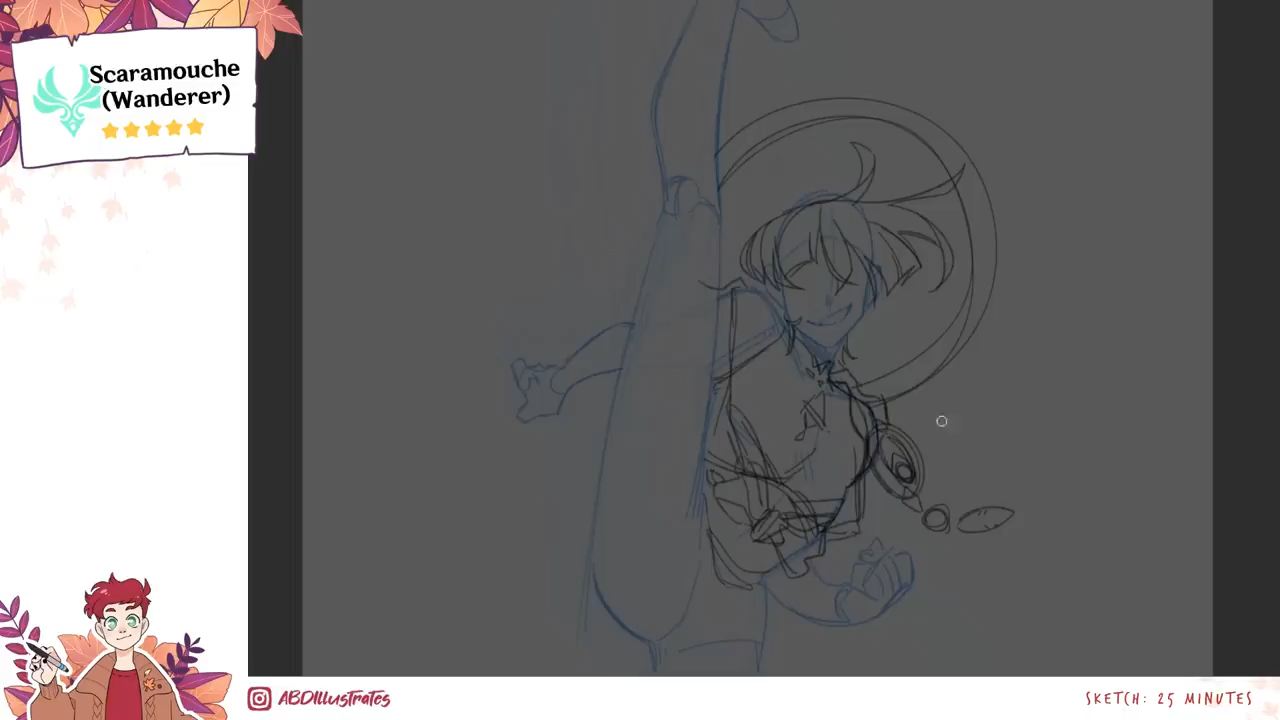 Scaramouche
(Wanderer)
ABDIllustrates
SKETCH: 25 MINUTES